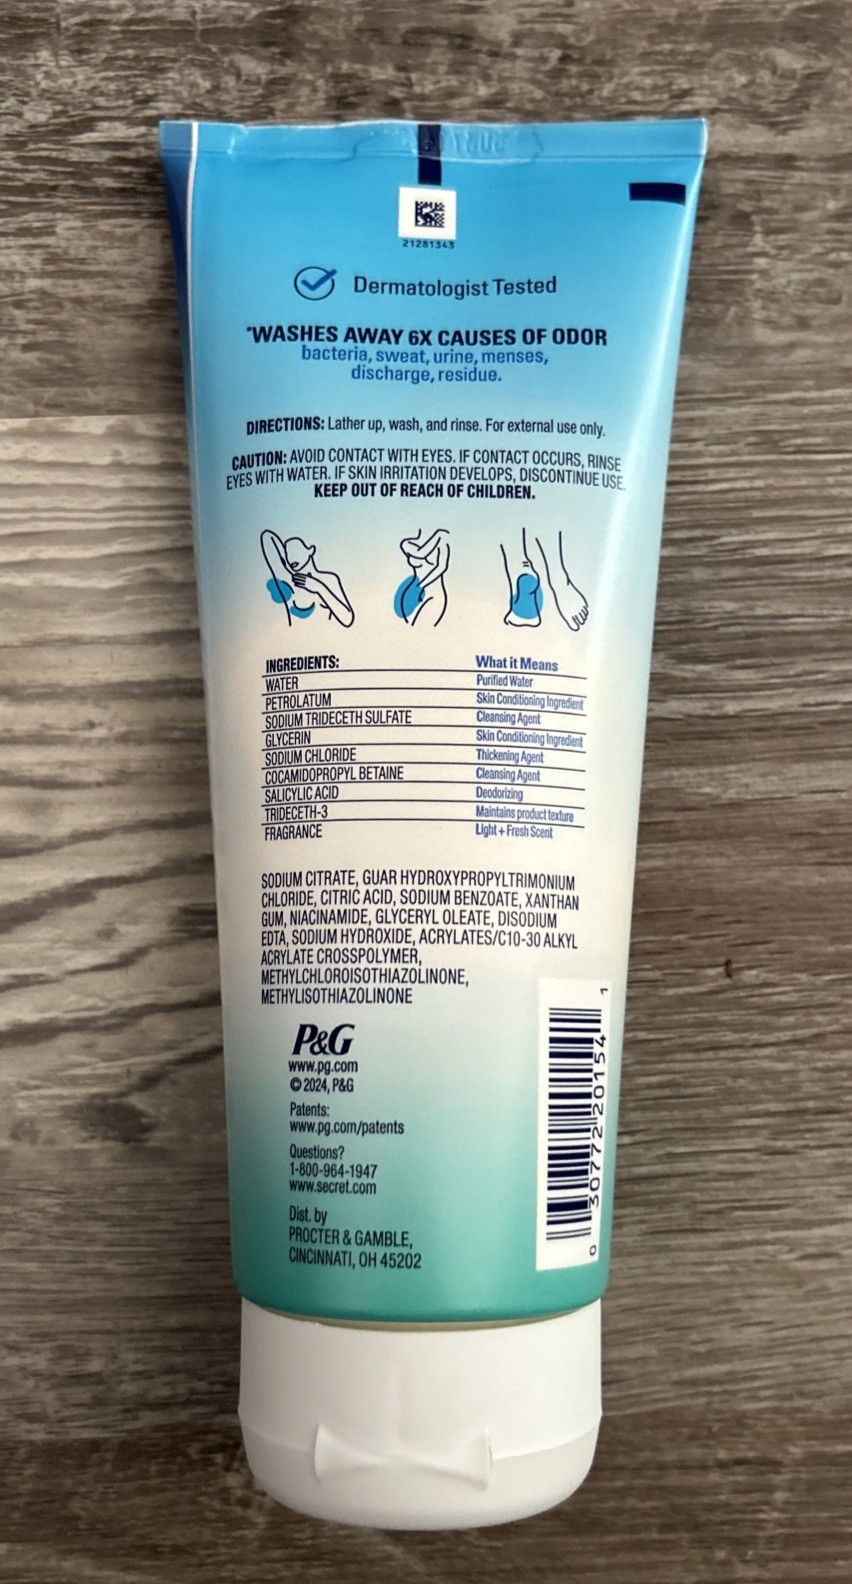 21281343
Dermatologist Tested
*WASHES AWAY 6X CAUSES OF ODOR
bacteria, sweat, urine, menses,
discharge, residue.
DIRECTIONS: Lather up, wash, and rinse. For external use only.
CAUTION: AVOID CONTACT WITH EYES. IF CONTACT OCCURS, RINSE
EYES WITH WATER. IF SKIN IRRITATION DEVELOPS, DISCONTINUE USE.
KEEP OUT OF REACH OF CHILDREN.
INGREDIENTS: What it Means
WATER Purified Water
PETROLATUM Skin Conditioning Ingredient
SODIUM TRIDECETH SULFATE Cleansing Agent
GLYCERIN Skin Conditioning Ingredient
SODIUM CHLORIDE Thickening Agent
COCAMIDOPROPYL BETAINE Cleansing Agent
SALICYLIC ACID Deodorizing
TRIDECETH-3 Maintains product texture
FRAGRANCE Light + Fresh Scent
SODIUM CITRATE, GUAR HYDROXYPROPYLTRIMONIUM
CHLORIDE, CITRIC ACID, SODIUM BENZOATE, XANTHAN
GUM, NIACINAMIDE, GLYCERYL OLEATE, DISODIUM
EDTA, SODIUM HYDROXIDE, ACRYLATES/C10-30 ALKYL
ACRYLATE CROSSPOLYMER,
METHYLCHLOROISOTHIAZOLINONE,
METHYLISOTHIAZOLINONE
P&G
www.pg.com
© 2024, P&G
Patents:
www.pg.com/patents
Questions?
1-800-964-1947
www.secret.com
Dist. by
PROCTER & GAMBLE,
CINCINNATI, OH 45202
0 30772 20154 1